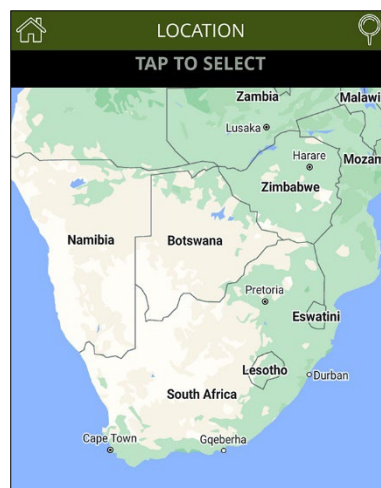 LOCATION
TAP TO SELECT
Zambia
Malawi
Lusaka
Harare
Mozam
Zimbabwe
Namibia
Botswana
Pretoria
Eswatini
Lesotho
Durban
South Africa
Cape Town
Gqeberha